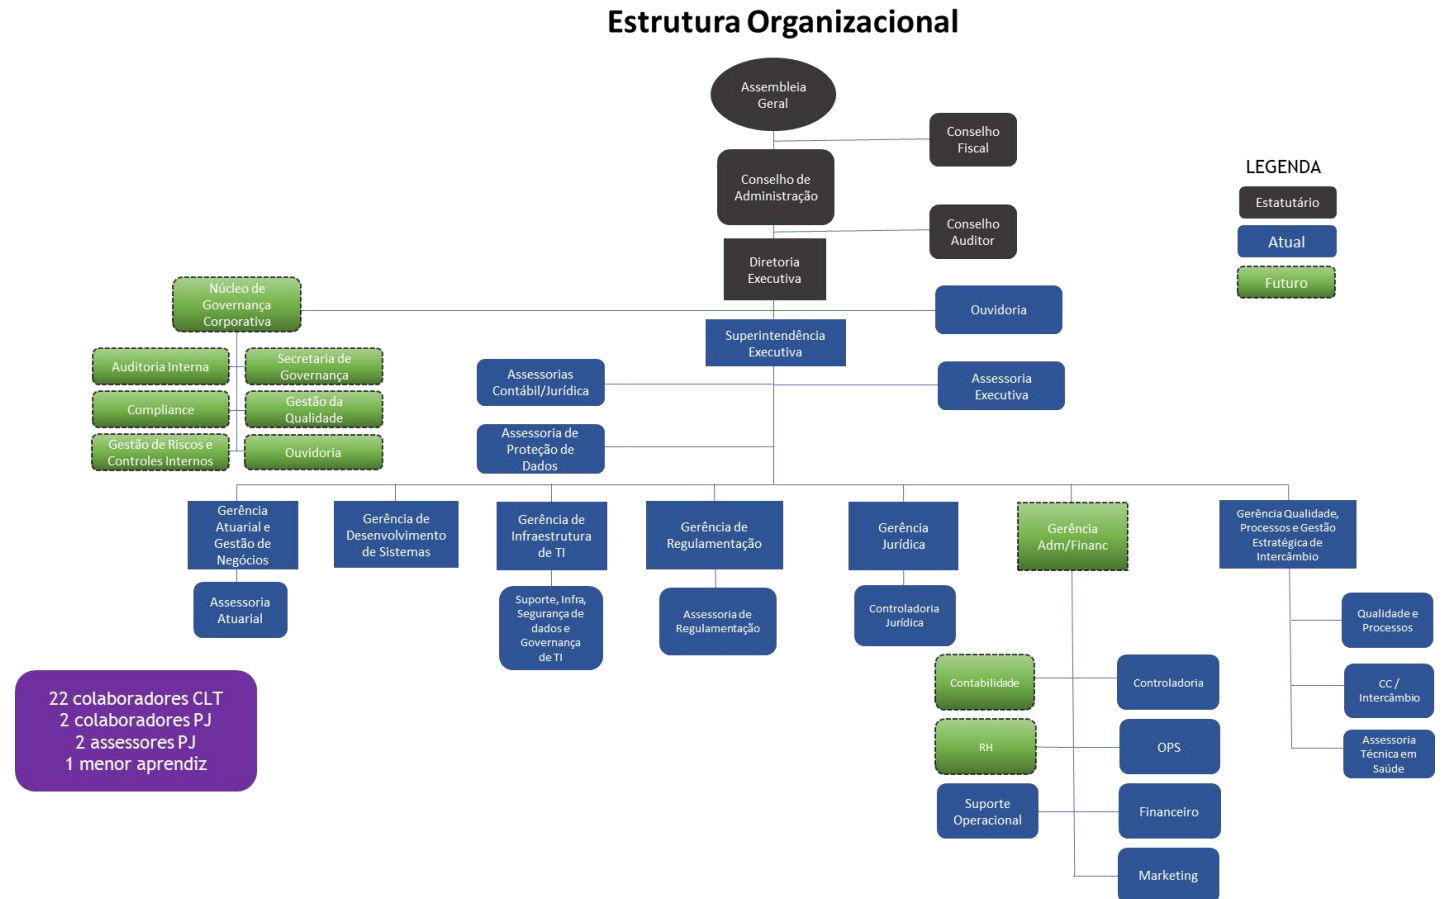 Estrutura Organizacional
Assembleia
Geral
Conselho
Fiscal
Conselho de
Administração
Conselho
Auditor
Diretoria
Executiva
LEGENDA
Estatutário
Atual
Futuro
Núcleo de
Governança
Corporativa
Ouvidoria
Superintendência
Executiva
Auditoria Interna
Secretaria de
Governança
Compliance
Gestão da
Qualidade
Gestão de Riscos e
Controles Internos
Ouvidoria
Assessorias
Contábil/Jurídica
Assessoria
Executiva
Assessoria de
Proteção de
Dados
Gerência
Atuarial e
Gestão de
Negócios
Gerência de
Desenvolvimento
de Sistemas
Gerência de
Infraestrutura
de TI
Gerência de
Regulamentação
Gerência
Jurídica
Gerência
Adm/Financ
Gerência Qualidade,
Processos e Gestão
Estratégica de
Intercâmbio
Assessoria
Atuarial
Suporte, Infra,
Segurança de
dados e
Governança
de TI
Assessoria de
Regulamentação
Controladoria
Jurídica
Qualidade e
Processos
CC /
Intercâmbio
Assessoria
Técnica em
Saúde
Contabilidade
Controladoria
RH
OPS
Suporte
Operacional
Financeiro
Marketing
22 colaboradores CLT
2 colaboradores PJ
2 assessores PJ
1 menor aprendiz